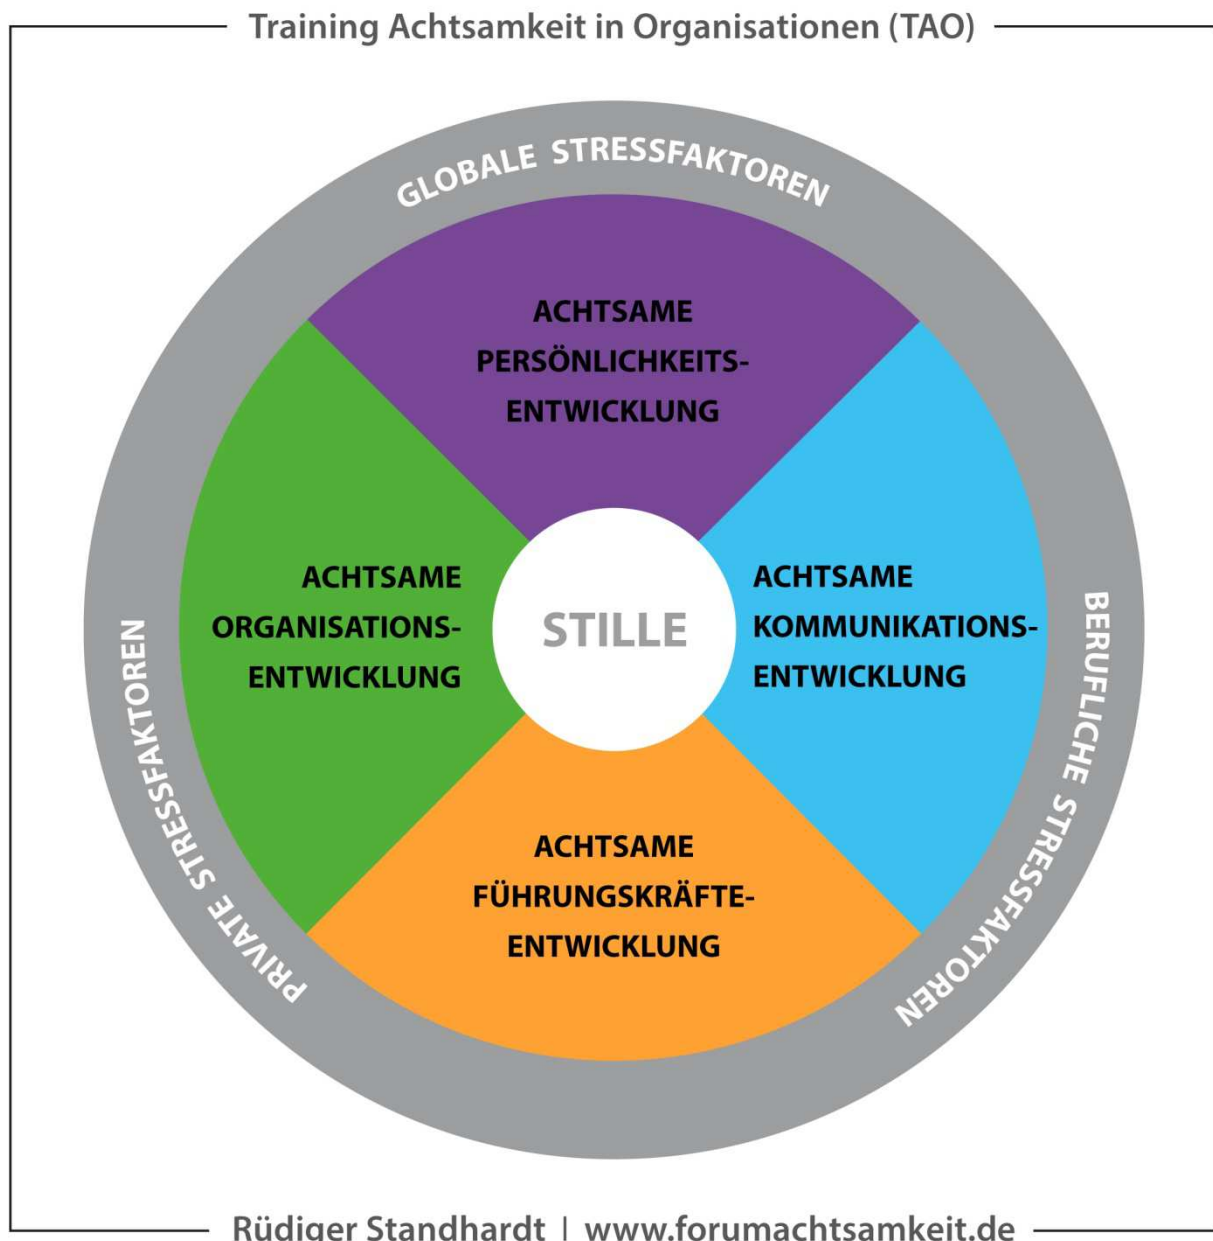 Training Achtsamkeit in Organisationen (TAO)
GLOBALE STRESSFAKTOREN
ACHTSAME
PERSÖNLICHKEITS-
ENTWICKLUNG
ACHTSAME
ORGANISATIONS-
ENTWICKLUNG
STILLE
ACHTSAME
KOMMUNIKATIONS-
ENTWICKLUNG
PRIVATE STRESSFAKTOREN
BERUFLICHE STRESSFAKTOREN
ACHTSAME
FÜHRUNGSKRÄFTE-
ENTWICKLUNG
Rüdiger Standhardt | www.forumachtsamkeit.de